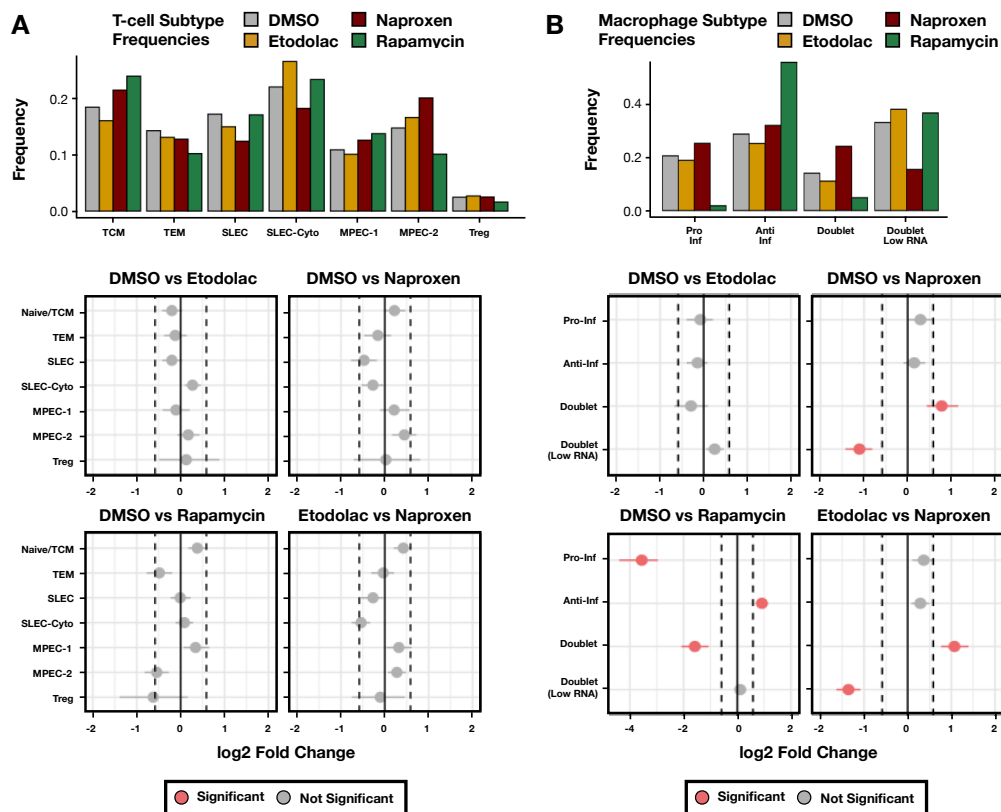 A
T-cell Subtype
Frequencies
DMSO
Naproxen
Etodolac
Rapamycin
Frequency
0.2
0.1
0.0
TCM
TEM
SLEC
SLEC-Cyto
MPEC-1
MPEC-2
Treg
DMSO vs Etodolac
DMSO vs Naproxen
Naive/TCM
TEM
SLEC
SLEC-Cyto
MPEC-1
MPEC-2
Treg
-2 -1 0 1 2
-2 -1 0 1 2
DMSO vs Rapamycin
Etodolac vs Naproxen
Naive/TCM
TEM
SLEC
SLEC-Cyto
MPEC-1
MPEC-2
Treg
-2 -1 0 1 2
-2 -1 0 1 2
log2 Fold Change
Significant
Not Significant
B
Macrophage Subtype
Frequencies
DMSO
Naproxen
Etodolac
Rapamycin
Frequency
0.4
0.2
0.0
Pro
Inf
Anti
Inf
Doublet
Doublet
Low RNA
DMSO vs Etodolac
DMSO vs Naproxen
Pro-Inf
Anti-Inf
Doublet
Doublet
(Low RNA)
-2 -1 0 1 2
-2 -1 0 1 2
DMSO vs Rapamycin
Etodolac vs Naproxen
Pro-Inf
Anti-Inf
Doublet
Doublet
(Low RNA)
-4 -2 0 2
-2 -1 0 1 2
log2 Fold Change
Significant
Not Significant